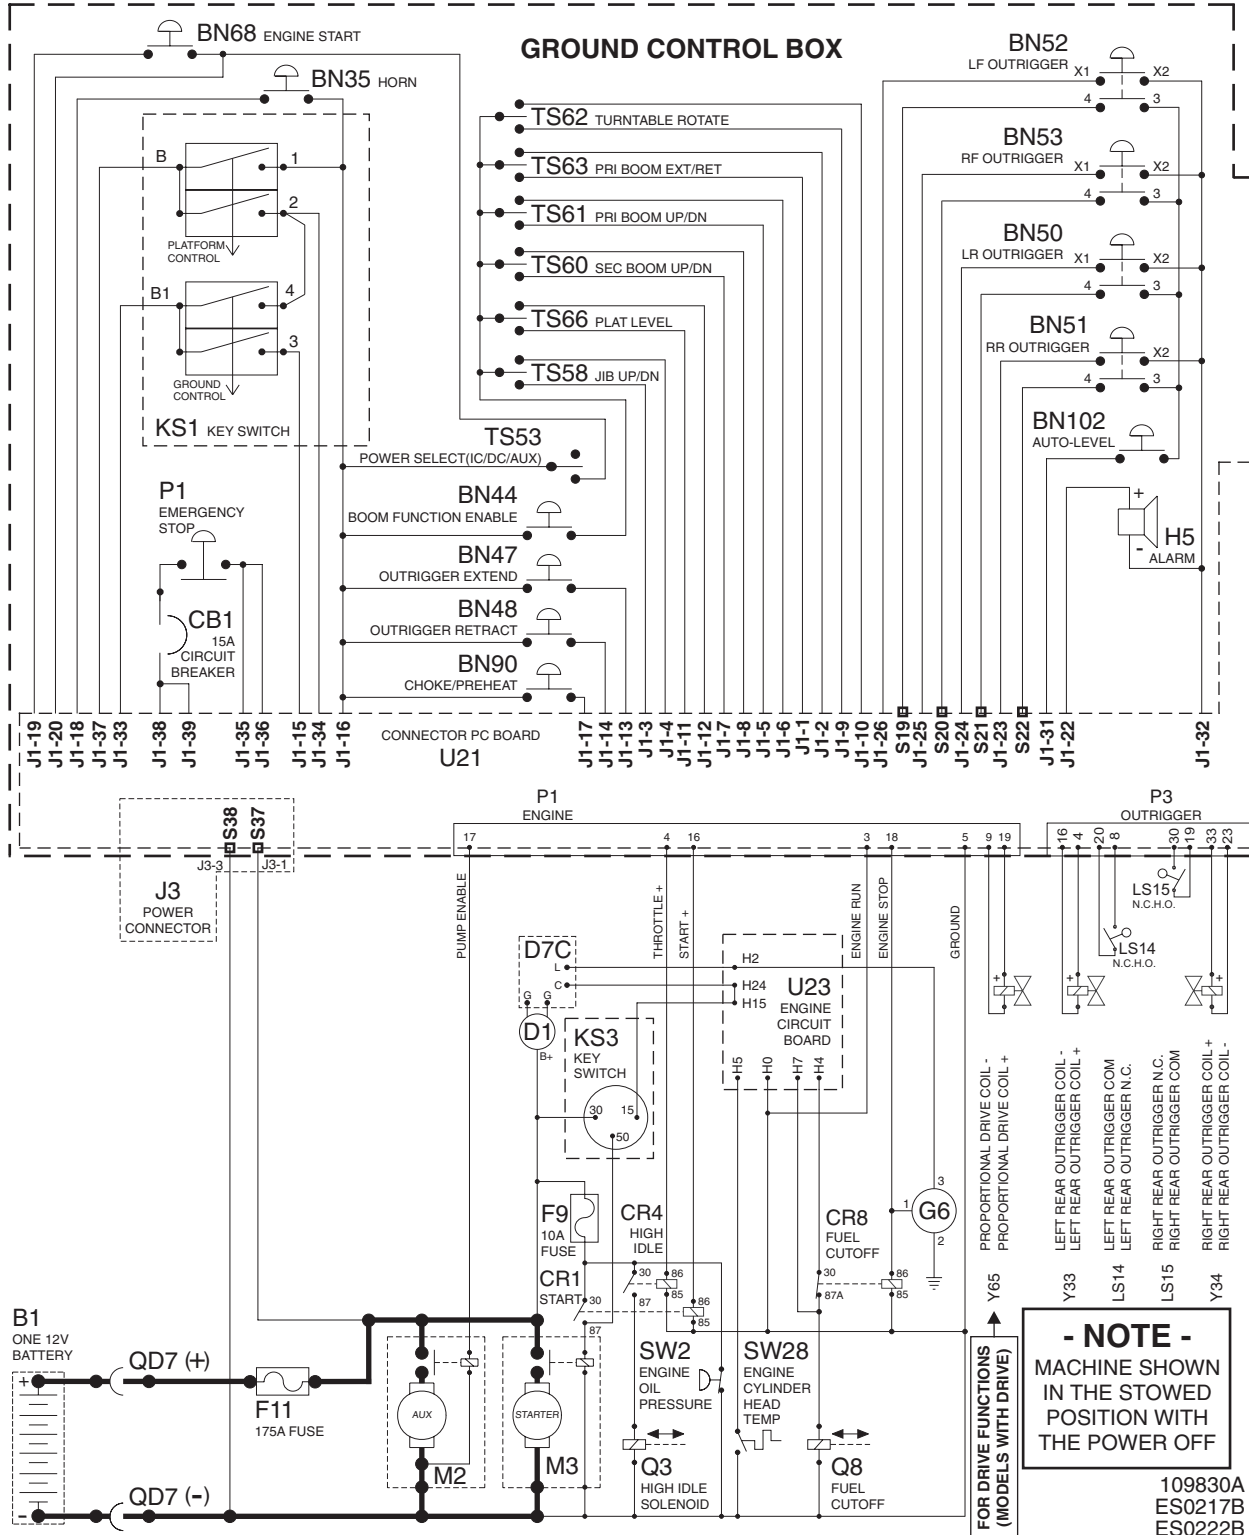 GROUND CONTROL BOX
BN68 ENGINE START
BN35 HORN
B
1
2
PLATFORM
CONTROL
B1
4
3
GROUND
CONTROL
KS1 KEY SWITCH
P1
EMERGENCY
STOP
CB1
15A
CIRCUIT
BREAKER
TS62 TURNTABLE ROTATE
TS63 PRI BOOM EXT/RET
TS61 PRI BOOM UP/DN
TS60 SEC BOOM UP/DN
TS66 PLAT LEVEL
TS58 JIB UP/DN
TS53
POWER SELECT(IC/DC/AUX)
BN44
BOOM FUNCTION ENABLE
BN47
OUTRIGGER EXTEND
BN48
OUTRIGGER RETRACT
BN90
CHOKE/PREHEAT
BN52
LF OUTRIGGER
X1
X2
4
3
BN53
RF OUTRIGGER
X1
X2
4
3
BN50
LR OUTRIGGER
X1
X2
4
3
BN51
RR OUTRIGGER
X2
4
3
BN102
AUTO-LEVEL
+
-
H5
ALARM
J1-19
J1-20
J1-18
J1-37
J1-33
J1-38
J1-39
J1-35
J1-36
J1-15
J1-34
J1-16
CONNECTOR PC BOARD
U21
J1-17
J1-14
J1-13
J1-3
J1-4
J1-11
J1-12
J1-7
J1-8
J1-5
J1-6
J1-1
J1-2
J1-9
J1-10
J1-26
S19
J1-25
S20
J1-24
S21
J1-23
S22
J1-31
J1-22
J1-32
S38
S37
J3-3
J3-1
J3
POWER
CONNECTOR
P1
ENGINE
17
4
16
3
18
5
9
19
P3
OUTRIGGER
16
4
20
8
30
19
33
23
PUMP ENABLE
THROTTLE +
START +
ENGINE RUN
ENGINE STOP
GROUND
LS15
N.C.H.O.
LS14
N.C.H.O.
D7C
L
C
G
G
D1
B+
KS3
KEY
SWITCH
30
15
50
H2
H24
H15
U23
ENGINE
CIRCUIT
BOARD
H5
H0
H7
H4
+
+
+
PROPORTIONAL DRIVE COIL -
PROPORTIONAL DRIVE COIL +
LEFT REAR OUTRIGGER COIL -
LEFT REAR OUTRIGGER COIL +
LEFT REAR OUTRIGGER COM
LEFT REAR OUTRIGGER N.C.
RIGHT REAR OUTRIGGER N.C.
RIGHT REAR OUTRIGGER COM
RIGHT REAR OUTRIGGER COIL +
RIGHT REAR OUTRIGGER COIL -
Y65
Y33
LS14
LS15
Y34
F9
10A
FUSE
CR4
HIGH
IDLE
30
86
85
87
CR1
START
30
86
85
87
CR8
FUEL
CUTOFF
30
87A
86
85
3
1
G6
2
B1
ONE 12V
BATTERY
+
-
QD7 (+)
F11
175A FUSE
QD7 (-)
AUX
M2
STARTER
M3
SW2
ENGINE
OIL
PRESSURE
SW28
ENGINE
CYLINDER
HEAD
TEMP
Q3
HIGH IDLE
SOLENOID
Q8
FUEL
CUTOFF
FOR DRIVE FUNCTIONS
(MODELS WITH DRIVE)
- NOTE -
MACHINE SHOWN
IN THE STOWED
POSITION WITH
THE POWER OFF
109830A
ES0217B
ES0222B